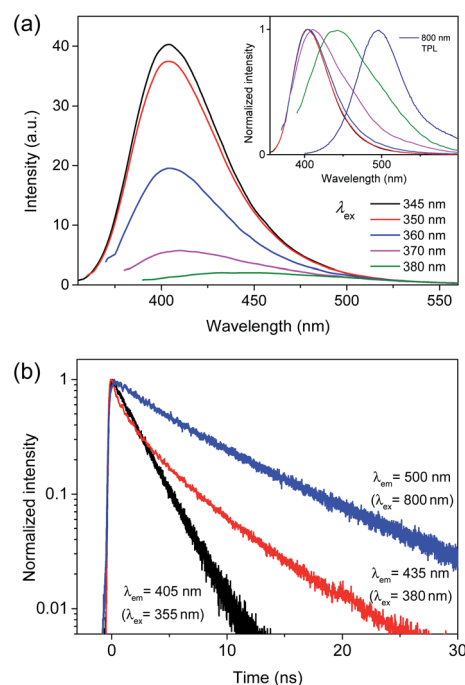 (a)
40
30
20
10
0
Intensity (a.u.)
400
450
500
550
Wavelength (nm)
1
0.5
0
Normalized intensity
400
500
Wavelength (nm)
800 nm
TPL
λex
345 nm
350 nm
360 nm
370 nm
380 nm
(b)
1
0.1
0.01
Normalized intensity
λem= 500 nm
(λex= 800 nm)
λem= 435 nm
(λex= 380 nm)
λem= 405 nm
(λex= 355 nm)
0
10
20
30
Time (ns)